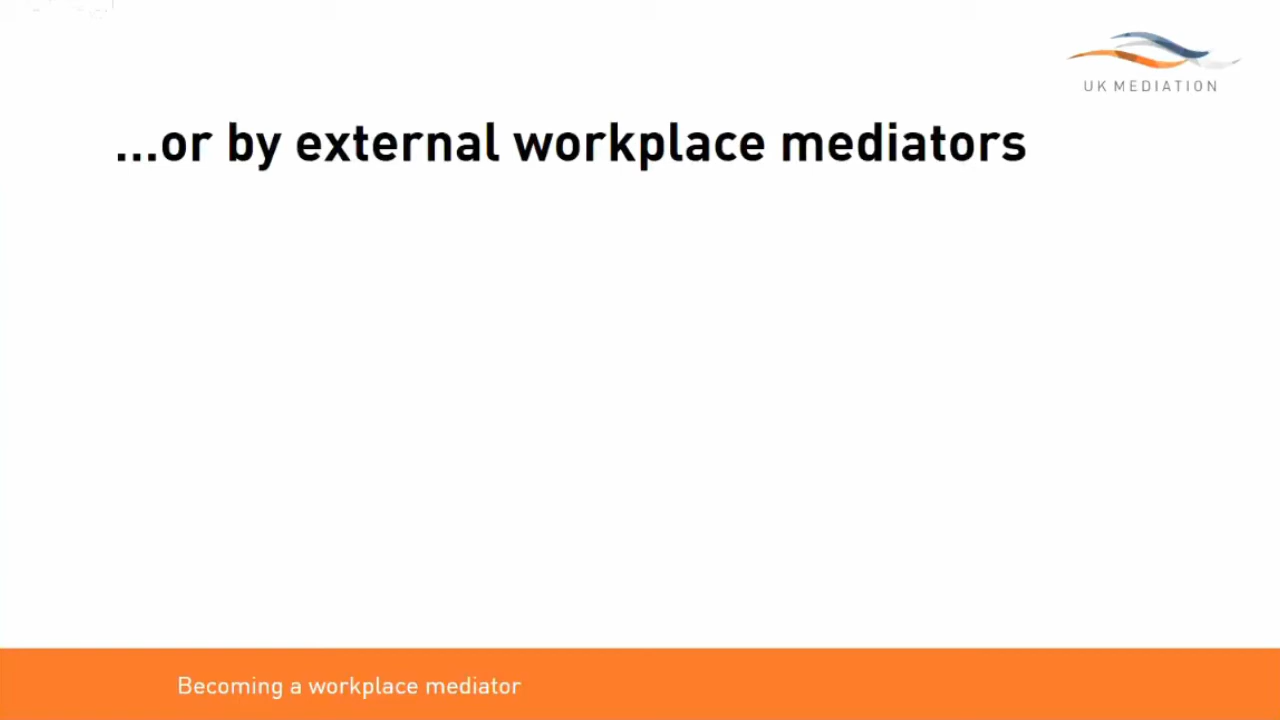 UK MEDIATION
...or by external workplace mediators
Becoming a workplace mediator